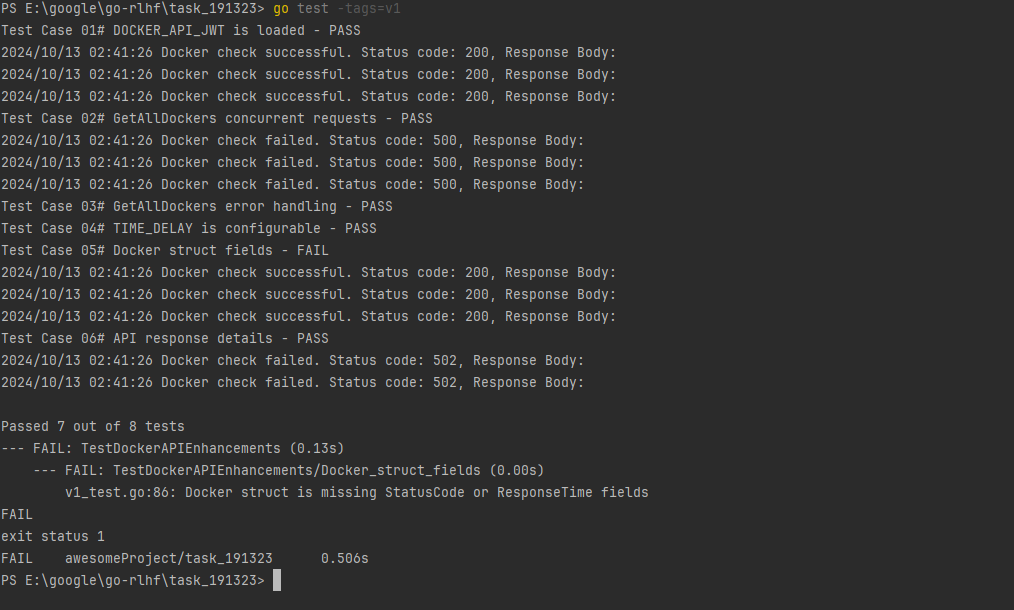 PS E:\google\go-rlhf\task_191323> go test -tags=v1
Test Case 01# DOCKER_API_JWT is loaded - PASS
2024/10/13 02:41:26 Docker check successful. Status code: 200, Response Body:
2024/10/13 02:41:26 Docker check successful. Status code: 200, Response Body:
2024/10/13 02:41:26 Docker check successful. Status code: 200, Response Body:
Test Case 02# GetAllDockers concurrent requests - PASS
2024/10/13 02:41:26 Docker check failed. Status code: 500, Response Body:
2024/10/13 02:41:26 Docker check failed. Status code: 500, Response Body:
2024/10/13 02:41:26 Docker check failed. Status code: 500, Response Body:
Test Case 03# GetAllDockers error handling - PASS
Test Case 04# TIME_DELAY is configurable - PASS
Test Case 05# Docker struct fields - FAIL
2024/10/13 02:41:26 Docker check successful. Status code: 200, Response Body:
2024/10/13 02:41:26 Docker check successful. Status code: 200, Response Body:
2024/10/13 02:41:26 Docker check successful. Status code: 200, Response Body:
Test Case 06# API response details - PASS
2024/10/13 02:41:26 Docker check failed. Status code: 502, Response Body:
2024/10/13 02:41:26 Docker check failed. Status code: 502, Response Body:

Passed 7 out of 8 tests
--- FAIL: TestDockerAPIEnhancements (0.13s)
    --- FAIL: TestDockerAPIEnhancements/Docker_struct_fields (0.00s)
        v1_test.go:86: Docker struct is missing StatusCode or ResponseTime fields
FAIL
exit status 1
FAIL    awesomeProject/task_191323      0.506s
PS E:\google\go-rlhf\task_191323>